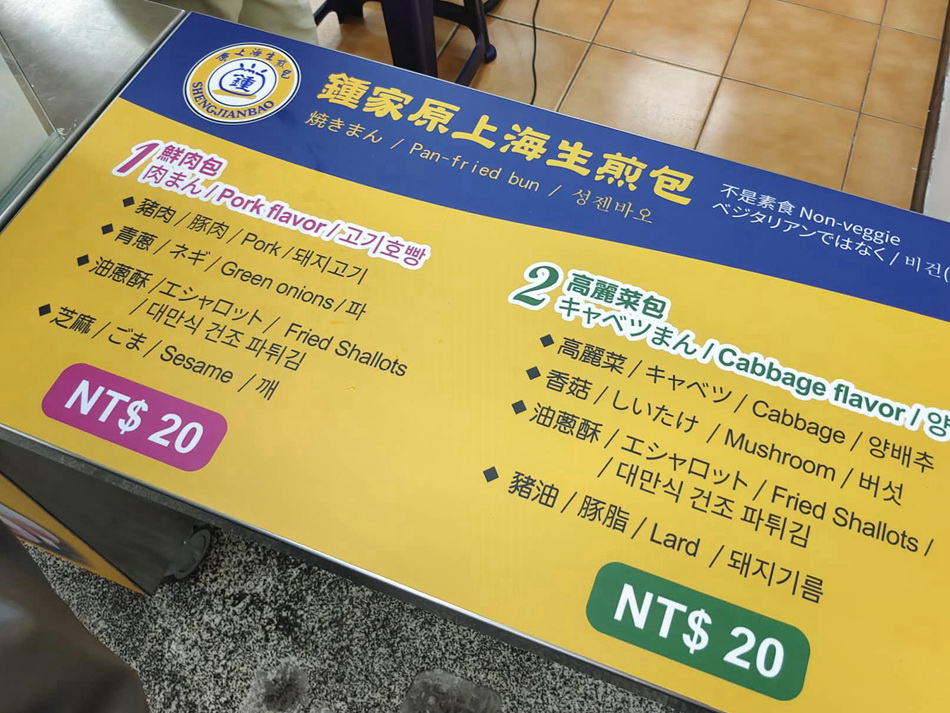 原上海生煎包
鍾
SHENGJIANBAO
鍾家原上海生煎包
焼きまん / Pan-fried bun / 성젠바오
不是素食 Non-veggie
ベジタリアンではなく / 비건
1 鮮肉包
肉まん / Pork flavor / 고기호빵
◆ 豬肉 / 豚肉 / Pork / 돼지고기
◆ 青蔥 / ネギ / Green onions / 파
◆ 油蔥酥 / エシャロット / Fried Shallots
/ 대만식 건조 파튀김
◆ 芝麻 / ごま / Sesame / 깨
NT$ 20
2 高麗菜包
キャベツまん / Cabbage flavor / 양
◆ 高麗菜 / キャベツ / Cabbage / 양배추
◆ 香菇 / しいたけ / Mushroom / 버섯
◆ 油蔥酥 / エシャロット / Fried Shallots /
/ 대만식 건조 파튀김
◆ 豬油 / 豚脂 / Lard / 돼지기름
NT$ 20